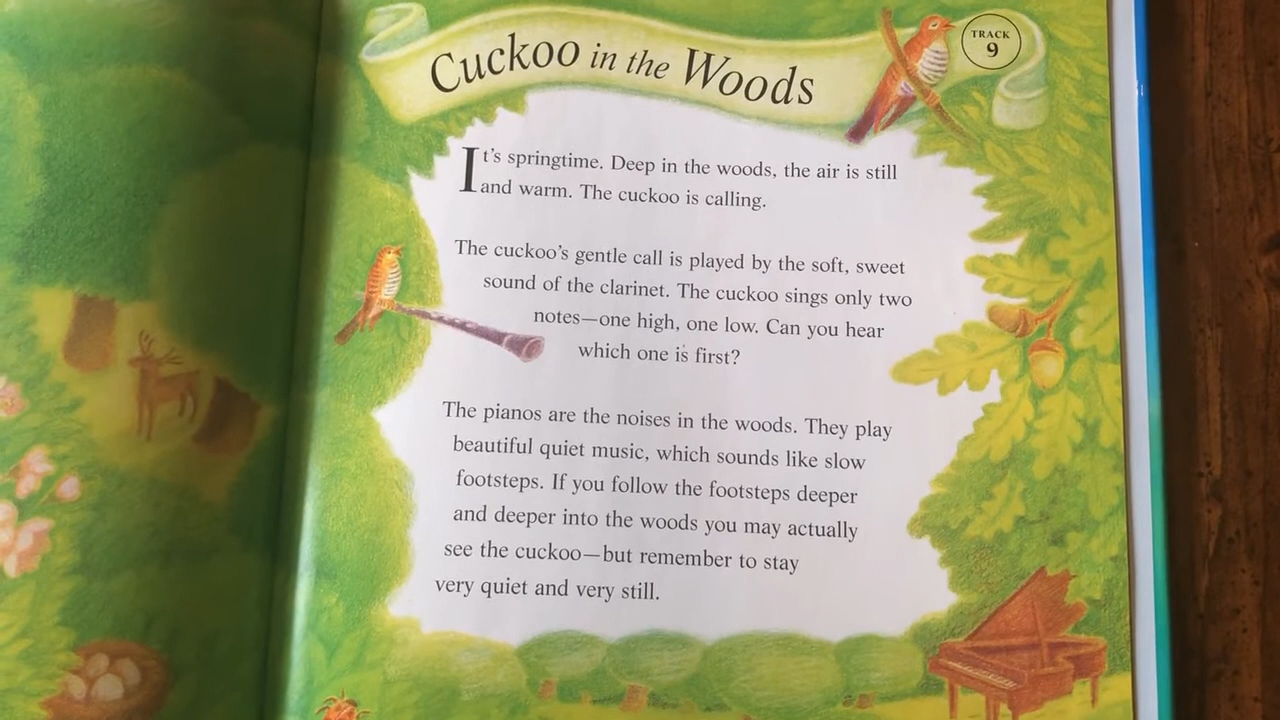 Cuckoo in the Woods
TRACK
9
It's springtime. Deep in the woods, the air is still
and warm. The cuckoo is calling.
The cuckoo's gentle call is played by the soft, sweet
sound of the clarinet. The cuckoo sings only two
notes—one high, one low. Can you hear
which one is first?
The pianos are the noises in the woods. They play
beautiful quiet music, which sounds like slow
footsteps. If you follow the footsteps deeper
and deeper into the woods you may actually
see the cuckoo—but remember to stay
very quiet and very still.